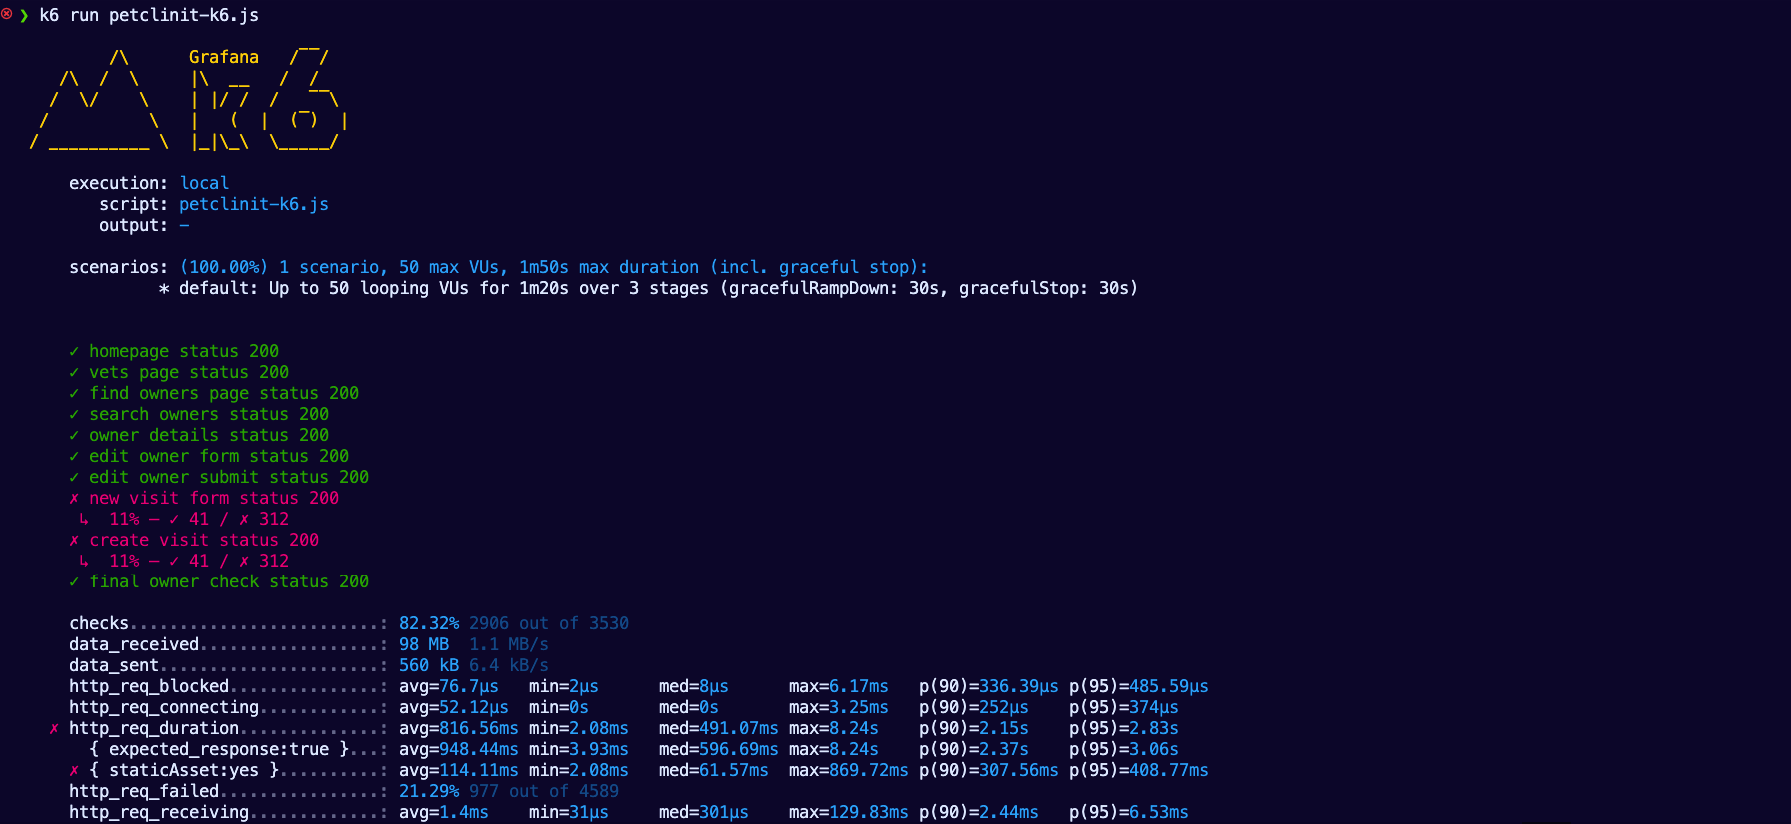 ❯ k6 run petclinit-k6.js
         /\      Grafana   /‾‾/
    /\  /  \     |\  __   /  /
   /  \/    \    | |/ /  /   ‾‾\
  /          \   |   (  |  (‾)  |
 / __________ \  |_|\_\  \_____/
execution: local
script: petclinit-k6.js
output: -
scenarios: (100.00%) 1 scenario, 50 max VUs, 1m50s max duration (incl. graceful stop):
* default: Up to 50 looping VUs for 1m20s over 3 stages (gracefulRampDown: 30s, gracefulStop: 30s)
✓ homepage status 200
✓ vets page status 200
✓ find owners page status 200
✓ search owners status 200
✓ owner details status 200
✓ edit owner form status 200
✓ edit owner submit status 200
✗ new visit form status 200
↳  11% — ✓ 41 / ✗ 312
✗ create visit status 200
↳  11% — ✓ 41 / ✗ 312
✓ final owner check status 200
checks.........................: 82.32% 2906 out of 3530
data_received..................: 98 MB  1.1 MB/s
data_sent......................: 560 kB 6.4 kB/s
http_req_blocked...............: avg=76.7µs   min=2µs      med=8µs      max=6.17ms   p(90)=336.39µs p(95)=485.59µs
http_req_connecting............: avg=52.12µs  min=0s       med=0s       max=3.25ms   p(90)=252µs    p(95)=374µs
✗ http_req_duration..............: avg=816.56ms min=2.08ms   med=491.07ms max=8.24s    p(90)=2.15s    p(95)=2.83s
{ expected_response:true }...: avg=948.44ms min=3.93ms   med=596.69ms max=8.24s    p(90)=2.37s    p(95)=3.06s
✗ { staticAsset:yes }..........: avg=114.11ms min=2.08ms   med=61.57ms  max=869.72ms p(90)=307.56ms p(95)=408.77ms
http_req_failed................: 21.29% 977 out of 4589
http_req_receiving.............: avg=1.4ms    min=31µs     med=301µs    max=129.83ms p(90)=2.44ms   p(95)=6.53ms